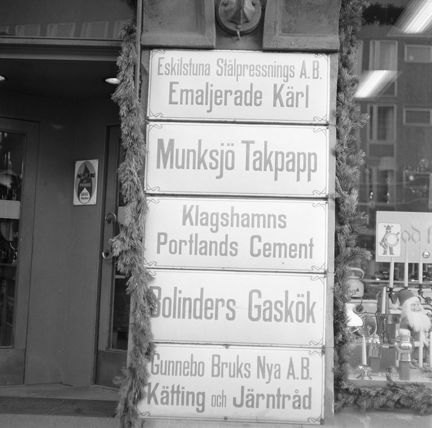 Eskilstuna Stålpressnings A.B.
Emaljerade Kärl
Munksjö Takpapp
Klagshamns
Portlands Cement
Bolinders Gaskök
Gunnebo Bruks Nya A.B.
Kätting och Järntråd